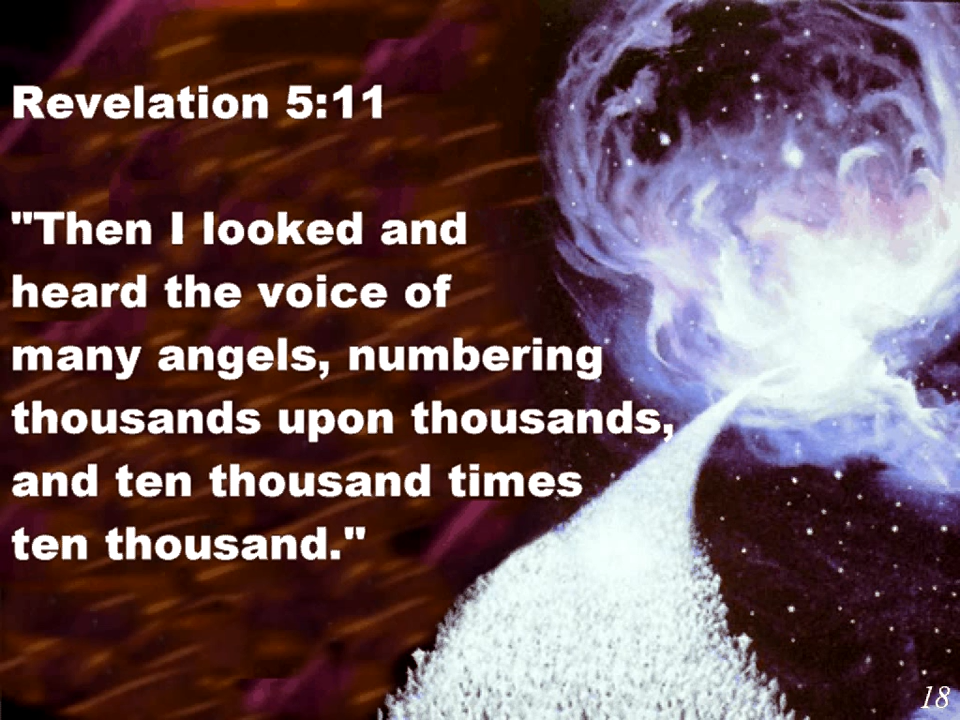 Revelation 5:11
"Then I looked and
heard the voice of
many angels, numbering
thousands upon thousands,
and ten thousand times
ten thousand."
18